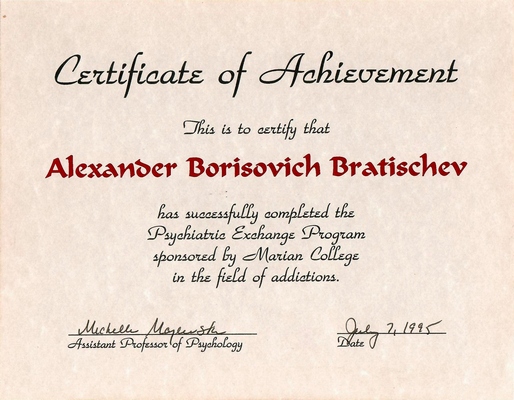 Certificate of Achievement
This is to certify that
Alexander Borisovich Bratischev
has successfully completed the
Psychiatric Exchange Program
sponsored by Marian College
in the field of addictions.
Michelle July 7, 1995
Assistant Professor of Psychology Date